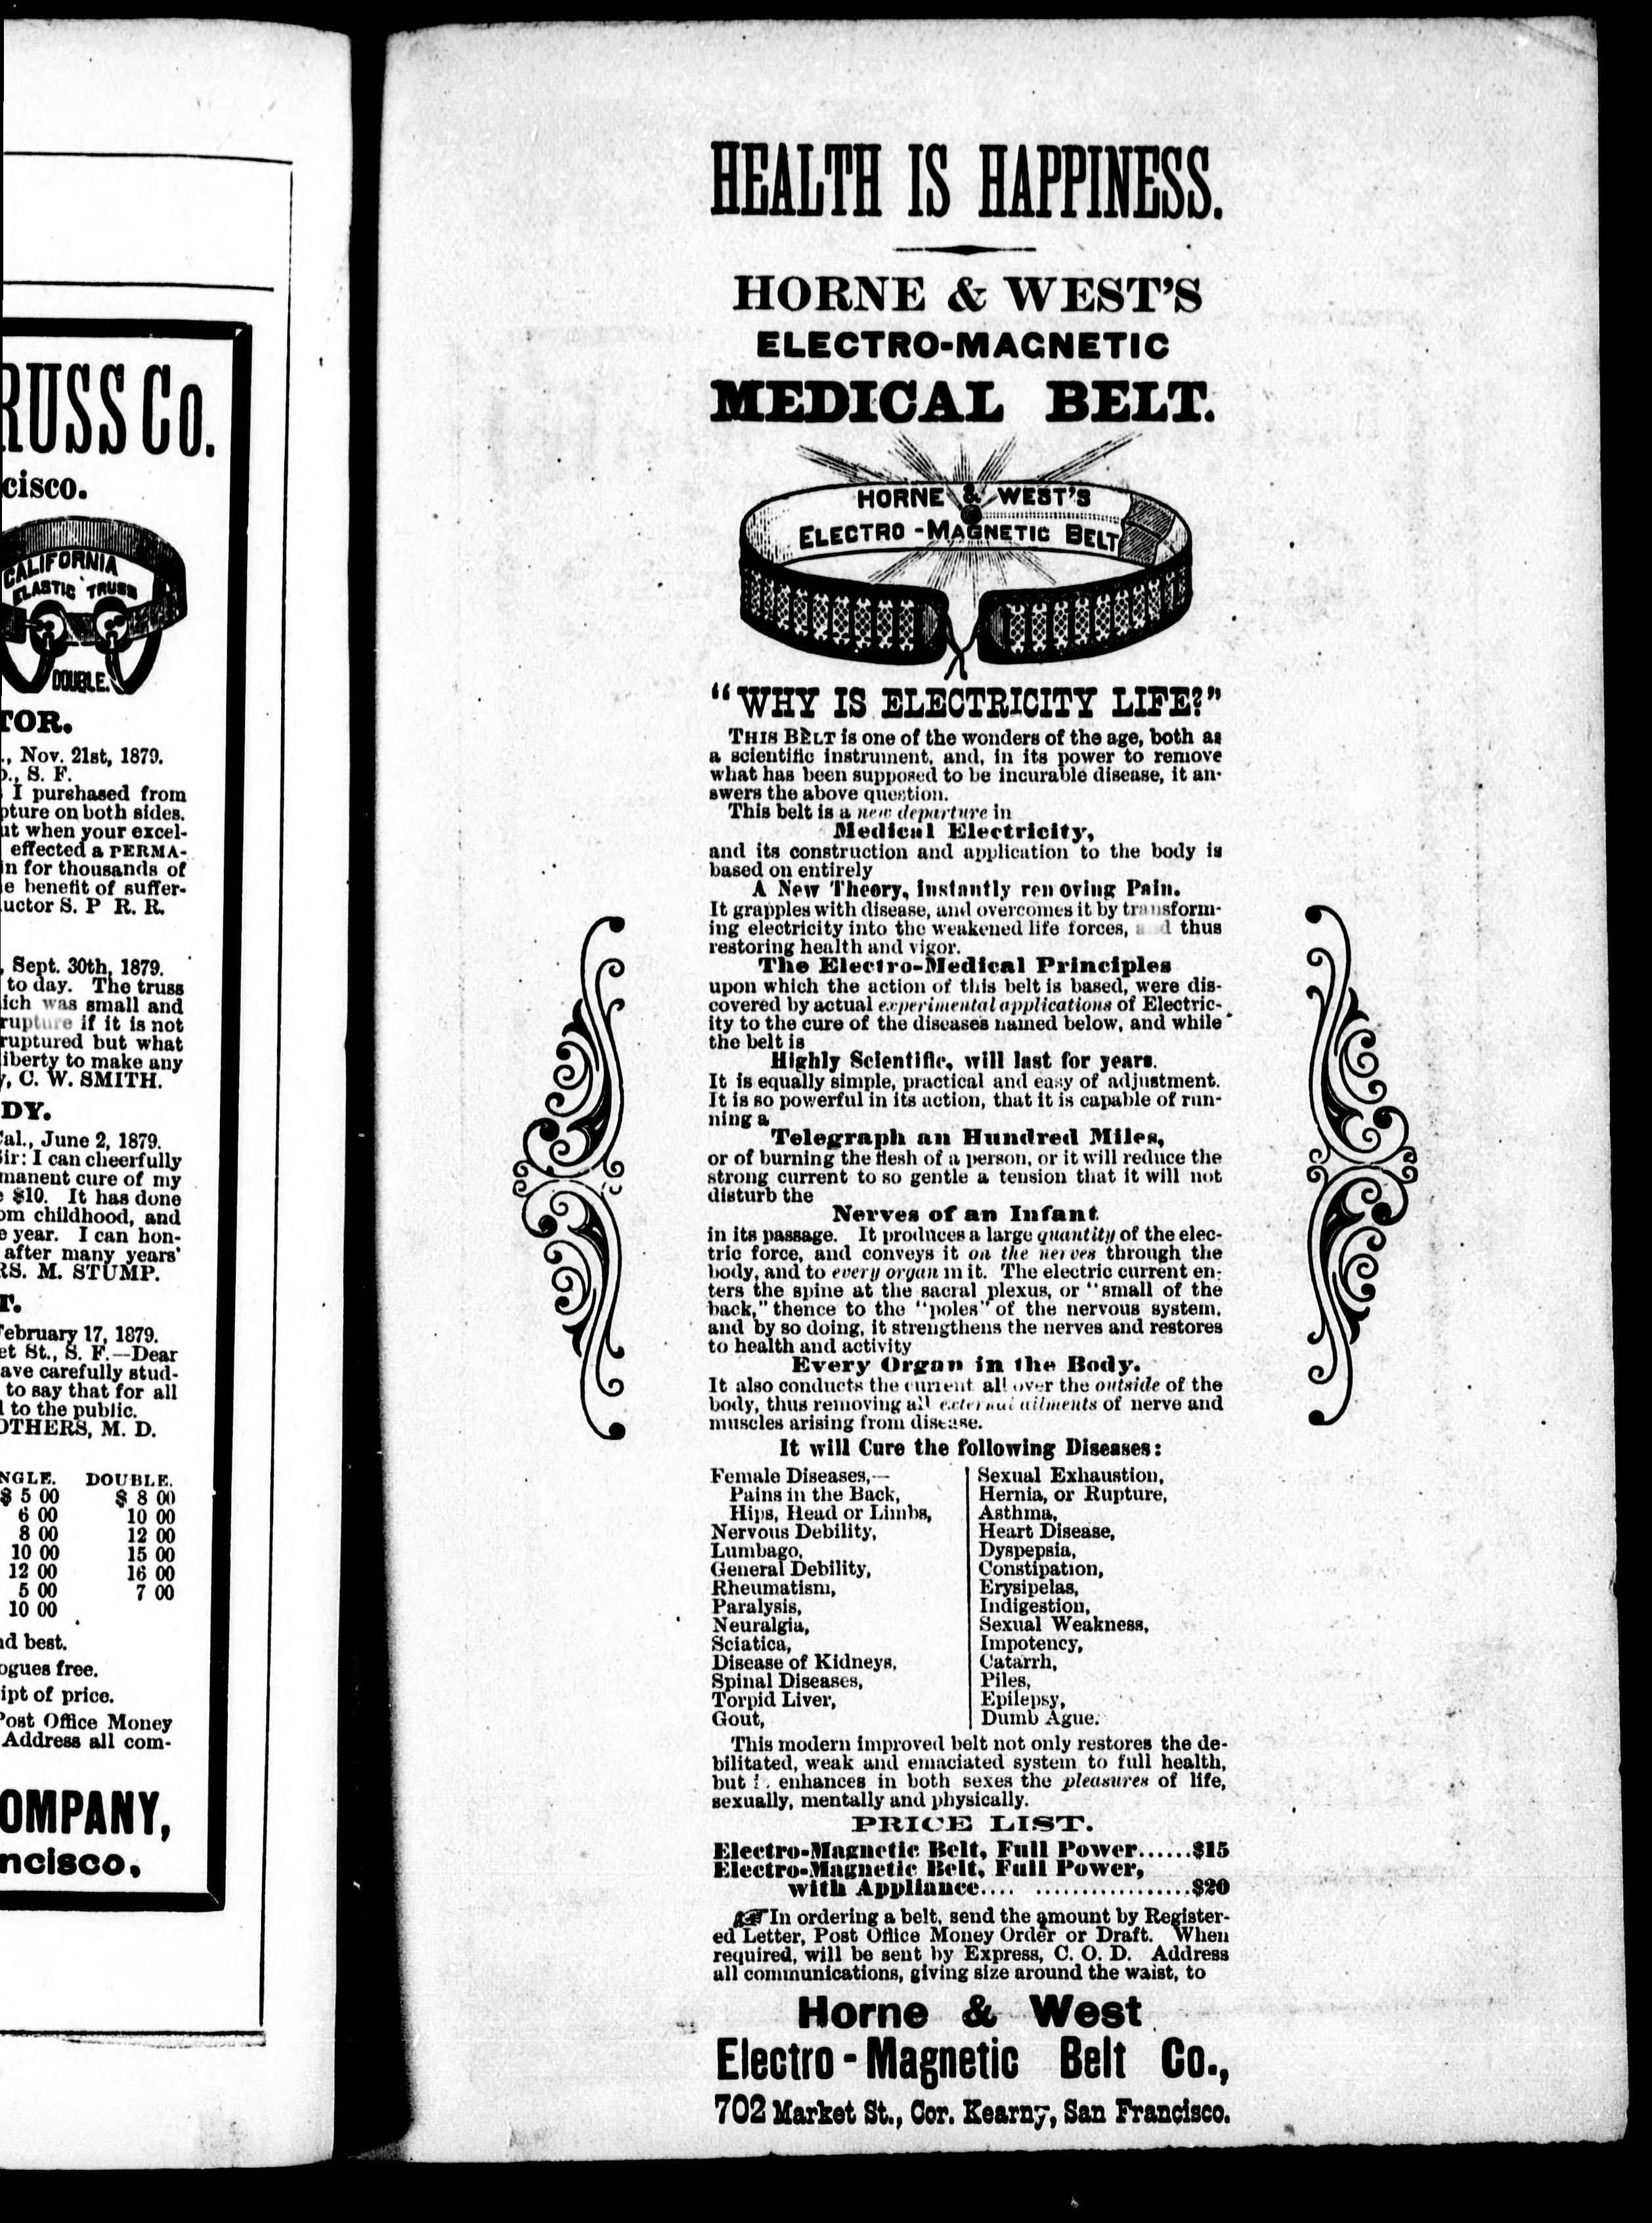 RUSS Co.
cisco.
CALIFORNIA
ELASTIC TRUSS
DOUBLE.
TOR.
., Nov. 21st, 1879.
o., S. F.
I purehased from
pture on both sides.
ut when your excel-
effected a PERMA-
in for thousands of
e benefit of suffer-
uctor S. P R. R.
, Sept. 30th, 1879.
to day. The truss
ich was small and
rupture if it is not
ruptured but what
liberty to make any
y, C. W. SMITH.
DY.
Cal., June 2, 1879.
Sir: I can cheerfully
manent cure of my
e $10. It has done
om childhood, and
e year. I can hon-
after many years'
RS. M. STUMP.
T.
February 17, 1879.
et St., S. F.—Dear
ave carefully stud-
to say that for all
l to the public.
OTHERS, M. D.
NGLE. DOUBLE.
$ 5 00 $ 8 00
6 00 10 00
8 00 12 00
10 00 15 00
12 00 16 00
5 00 7 00
10 00
nd best.
ogues free.
ipt of price.
Post Office Money
Address all com-
OMPANY,
ncisco,
HEALTH IS HAPPINESS.
HORNE & WEST'S
ELECTRO-MAGNETIC
MEDICAL BELT.
HORNE & WEST'S
ELECTRO-MAGNETIC BELT
"WHY IS ELECTRICITY LIFE?"
THIS BELT is one of the wonders of the age, both as
a scientific instrument, and, in its power to remove
what has been supposed to be incurable disease, it an-
swers the above question.
This belt is a new departure in
Medical Electricity,
and its construction and application to the body is
based on entirely
A New Theory, instantly ren oving Pain.
It grapples with disease, and overcomes it by transform-
ing electricity into the weakened life forces, and thus
restoring health and vigor.
The Electro-Medical Principles
upon which the action of this belt is based, were dis-
covered by actual experimental applications of Electric-
ity to the cure of the diseases named below, and while
the belt is
Highly Scientific, will last for years.
It is equally simple, practical and easy of adjustment.
It is so powerful in its action, that it is capable of run-
ning a
Telegraph an Hundred Miles,
or of burning the flesh of a person, or it will reduce the
strong current to so gentle a tension that it will not
disturb the
Nerves of an Infant
in its passage. It produces a large quantity of the elec-
tric force, and conveys it on the nerves through the
body, and to every organ in it. The electric current en-
ters the spine at the sacral plexus, or "small of the
back," thence to the "poles" of the nervous system,
and by so doing, it strengthens the nerves and restores
to health and activity
Every Organ in the Body.
It also conducts the current all over the outside of the
body, thus removing all external ailments of nerve and
muscles arising from disease.
It will Cure the following Diseases:
Female Diseases,—
Pains in the Back,
Hips, Head or Limbs,
Nervous Debility,
Lumbago,
General Debility,
Rheumatism,
Paralysis,
Neuralgia,
Sciatica,
Disease of Kidneys,
Spinal Diseases,
Torpid Liver,
Gout,
Sexual Exhaustion,
Hernia, or Rupture,
Asthma,
Heart Disease,
Dyspepsia,
Constipation,
Erysipelas,
Indigestion,
Sexual Weakness,
Impotency,
Catarrh,
Piles,
Epilepsy,
Dumb Ague.
This modern improved belt not only restores the de-
bilitated, weak and emaciated system to full health,
but enhances in both sexes the pleasures of life,
sexually, mentally and physically.
PRICE LIST.
Electro-Magnetic Belt, Full Power......$15
Electro-Magnetic Belt, Full Power,
with Appliance.... ..................$20
In ordering a belt, send the amount by Register-
ed Letter, Post Office Money Order or Draft. When
required, will be sent by Express, C. O. D. Address
all communications, giving size around the waist, to
Horne & West
Electro-Magnetic Belt Co.,
702 Market St., Cor. Kearny, San Francisco.